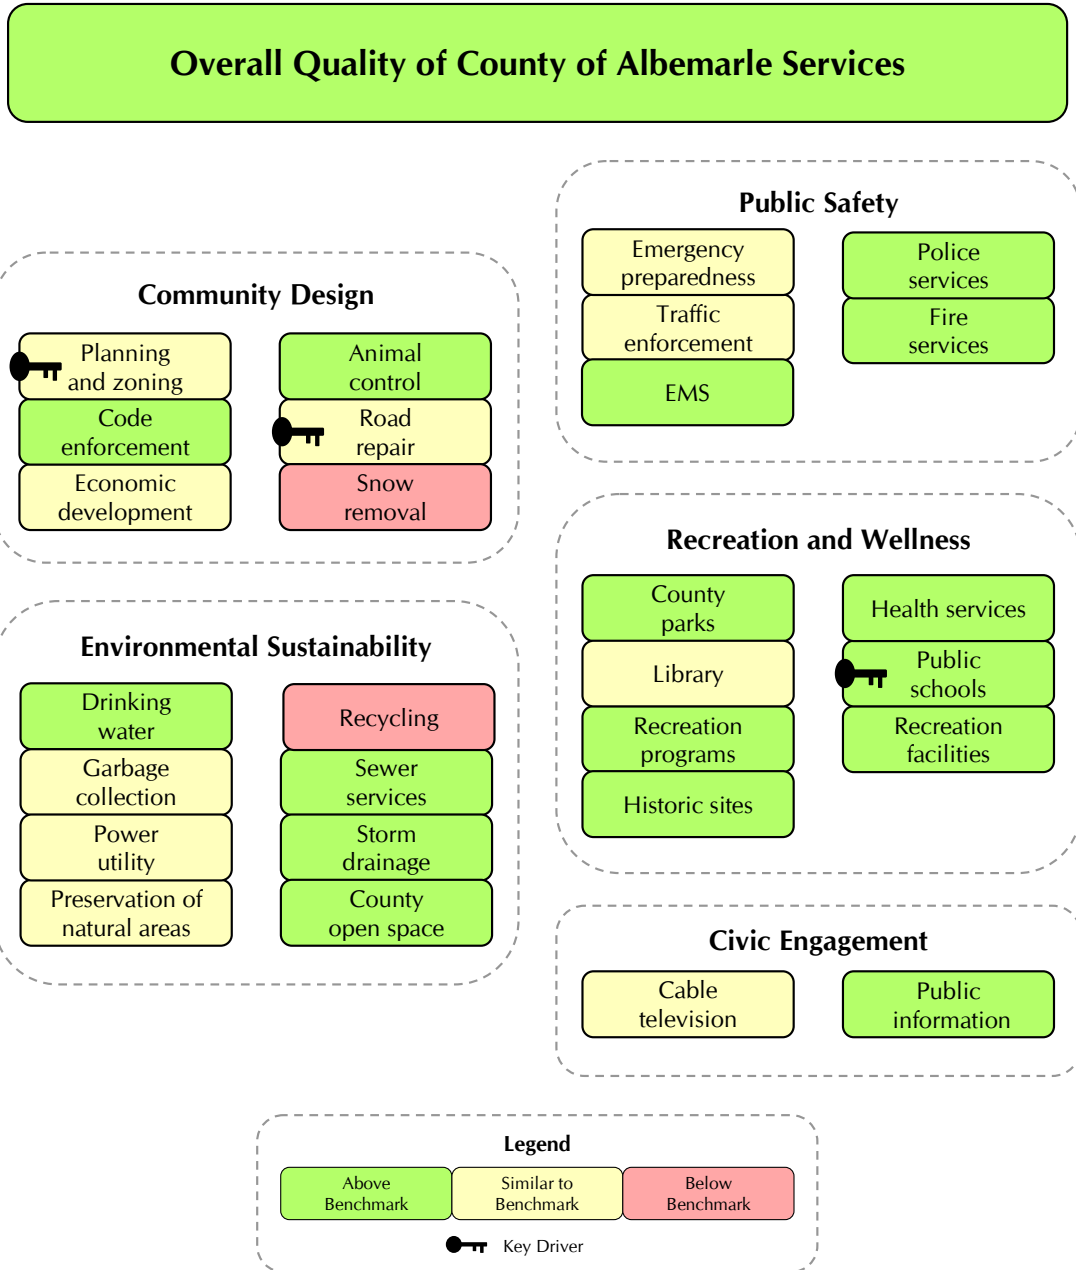 Overall Quality of County of Albemarle Services
Community Design
Planning
and zoning
Code
enforcement
Economic
development
Animal
control
Road
repair
Snow
removal
Environmental Sustainability
Drinking
water
Garbage
collection
Power
utility
Preservation of
natural areas
Recycling
Sewer
services
Storm
drainage
County
open space
Public Safety
Emergency
preparedness
Traffic
enforcement
EMS
Police
services
Fire
services
Recreation and Wellness
County
parks
Library
Recreation
programs
Historic sites
Health services
Public
schools
Recreation
facilities
Civic Engagement
Cable
television
Public
information
Legend
Above
Benchmark
Similar to
Benchmark
Below
Benchmark
Key Driver